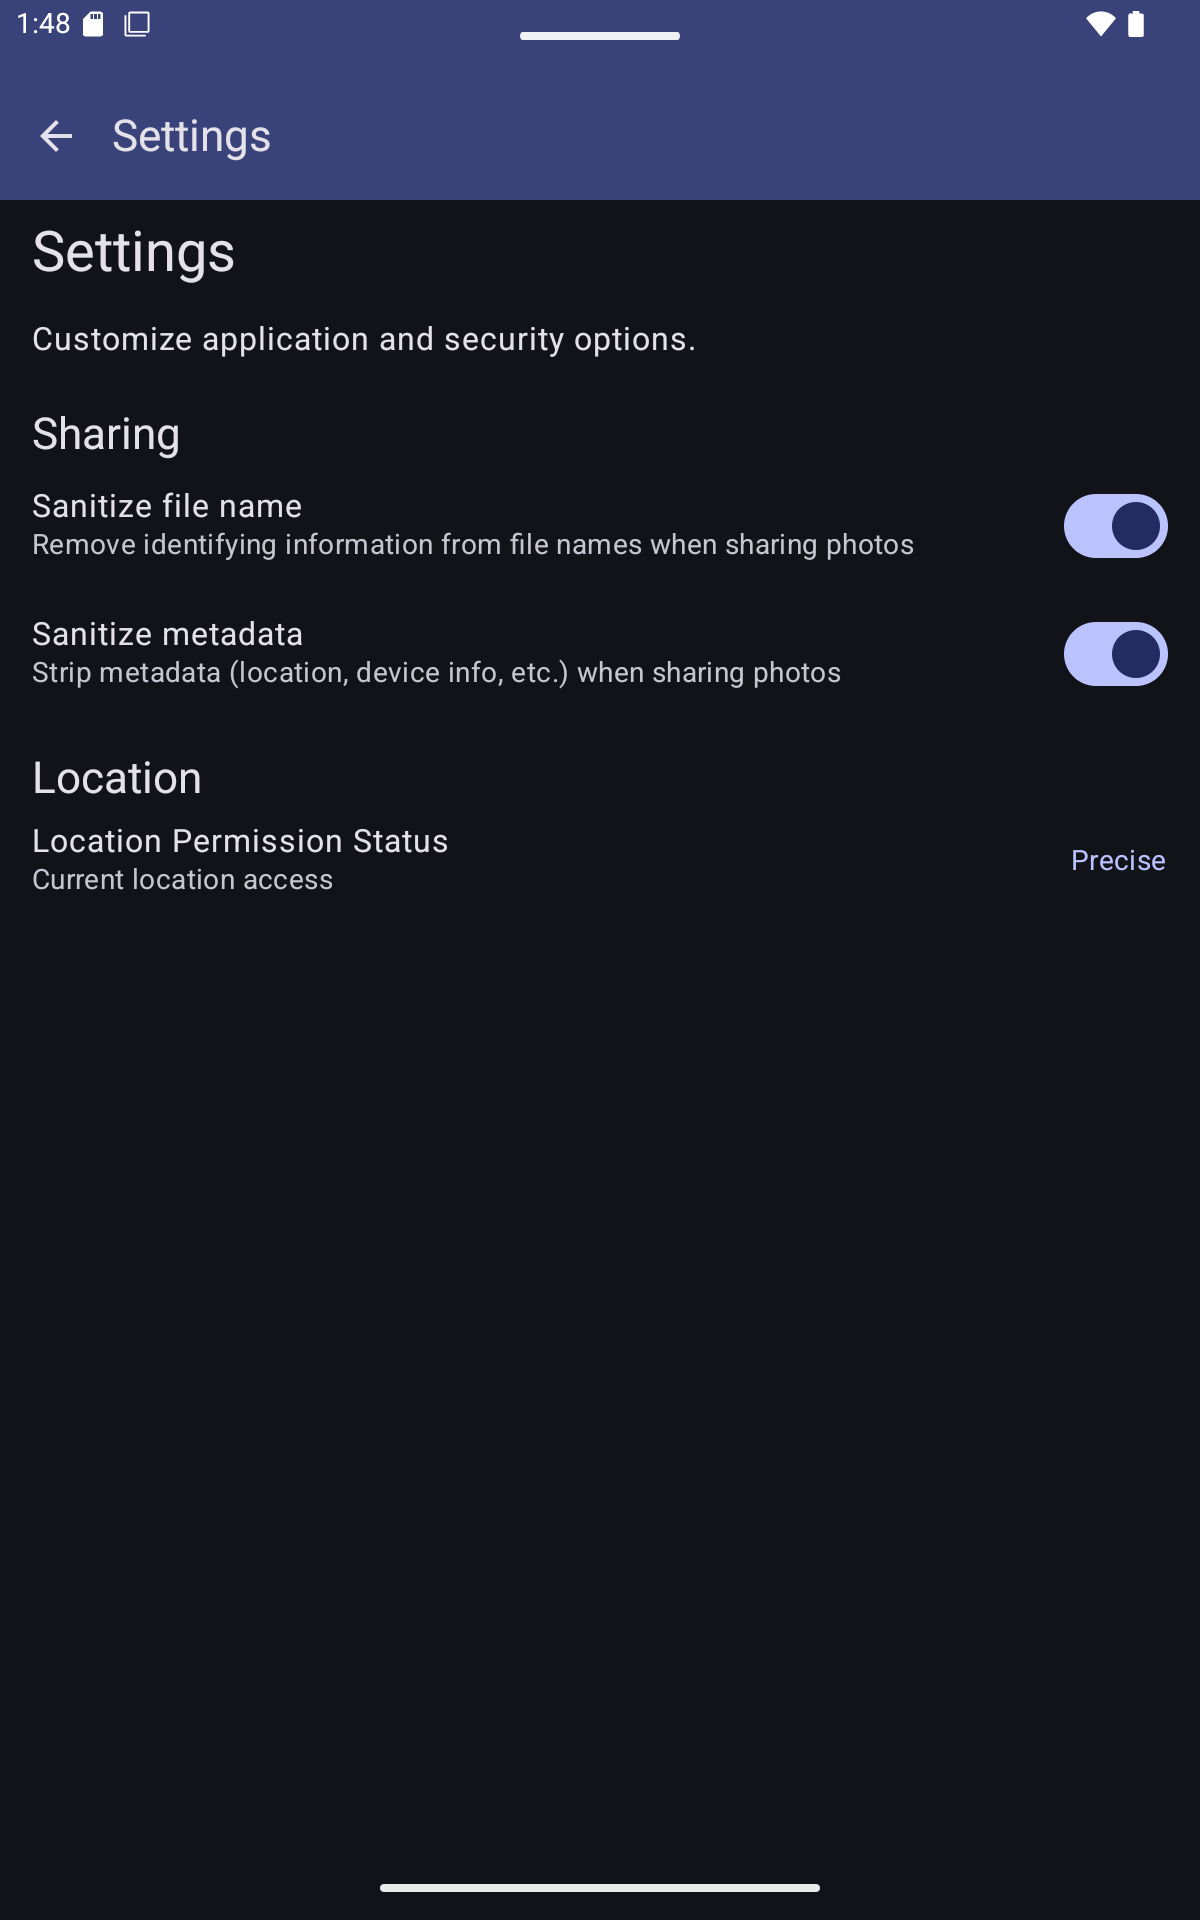 1:48
Settings
Settings
Customize application and security options.
Sharing
Sanitize file name
Remove identifying information from file names when sharing photos
Sanitize metadata
Strip metadata (location, device info, etc.) when sharing photos
Location
Location Permission Status
Current location access
Precise